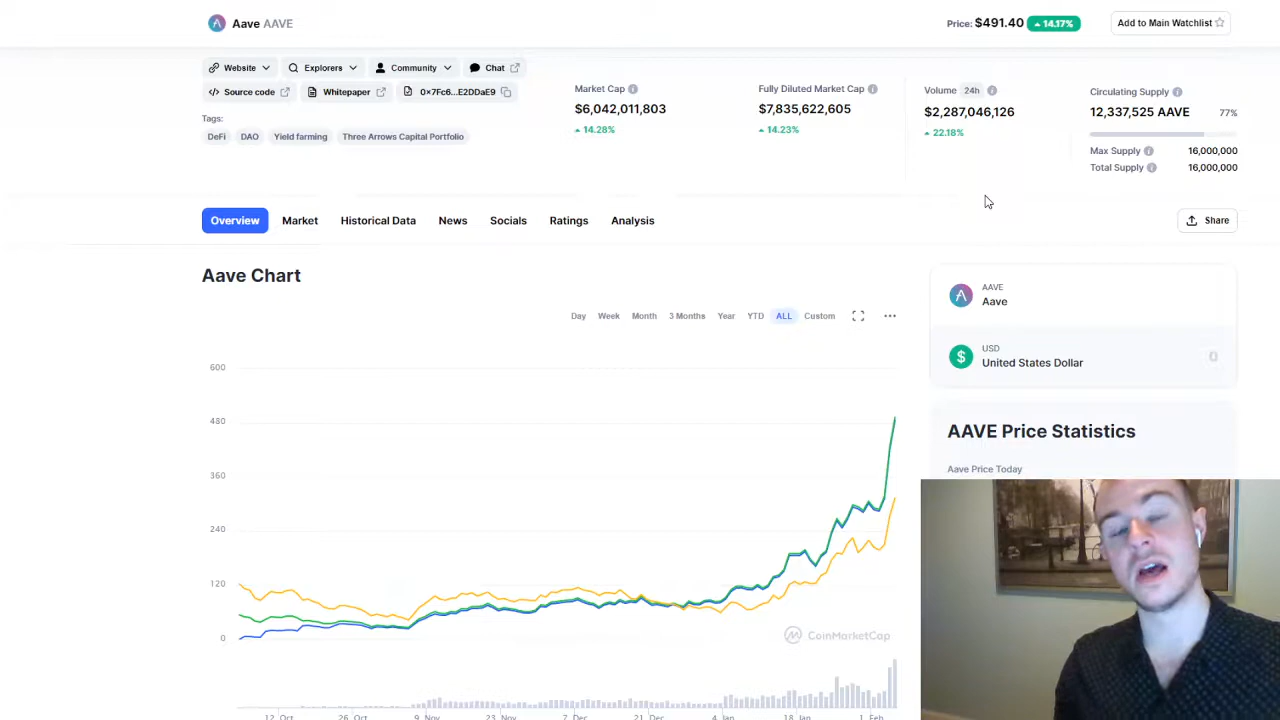 Aave AAVE
Price: $491.40 14.17%
Add to Main Watchlist
Website Explorers Community Chat
Source code Whitepaper 0x7Fc6...E2DDaE9
Tags:
DeFi DAO Yield farming Three Arrows Capital Portfolio
Market Cap
$6,042,011,803
14.28%
Fully Diluted Market Cap
$7,835,622,605
14.23%
Volume 24h
$2,287,046,126
22.18%
Circulating Supply
12,337,525 AAVE 77%
Max Supply 16,000,000
Total Supply 16,000,000
Overview Market Historical Data News Socials Ratings Analysis
Share
Aave Chart
Day Week Month 3 Months Year YTD ALL Custom
600
480
360
240
120
0
CoinMarketCap
12. Oct 26. Oct 9. Nov 23. Nov 7. Dec 21. Dec 4. Jan 18. Jan 1. Feb
AAVE
Aave
USD
United States Dollar
0
AAVE Price Statistics
Aave Price Today